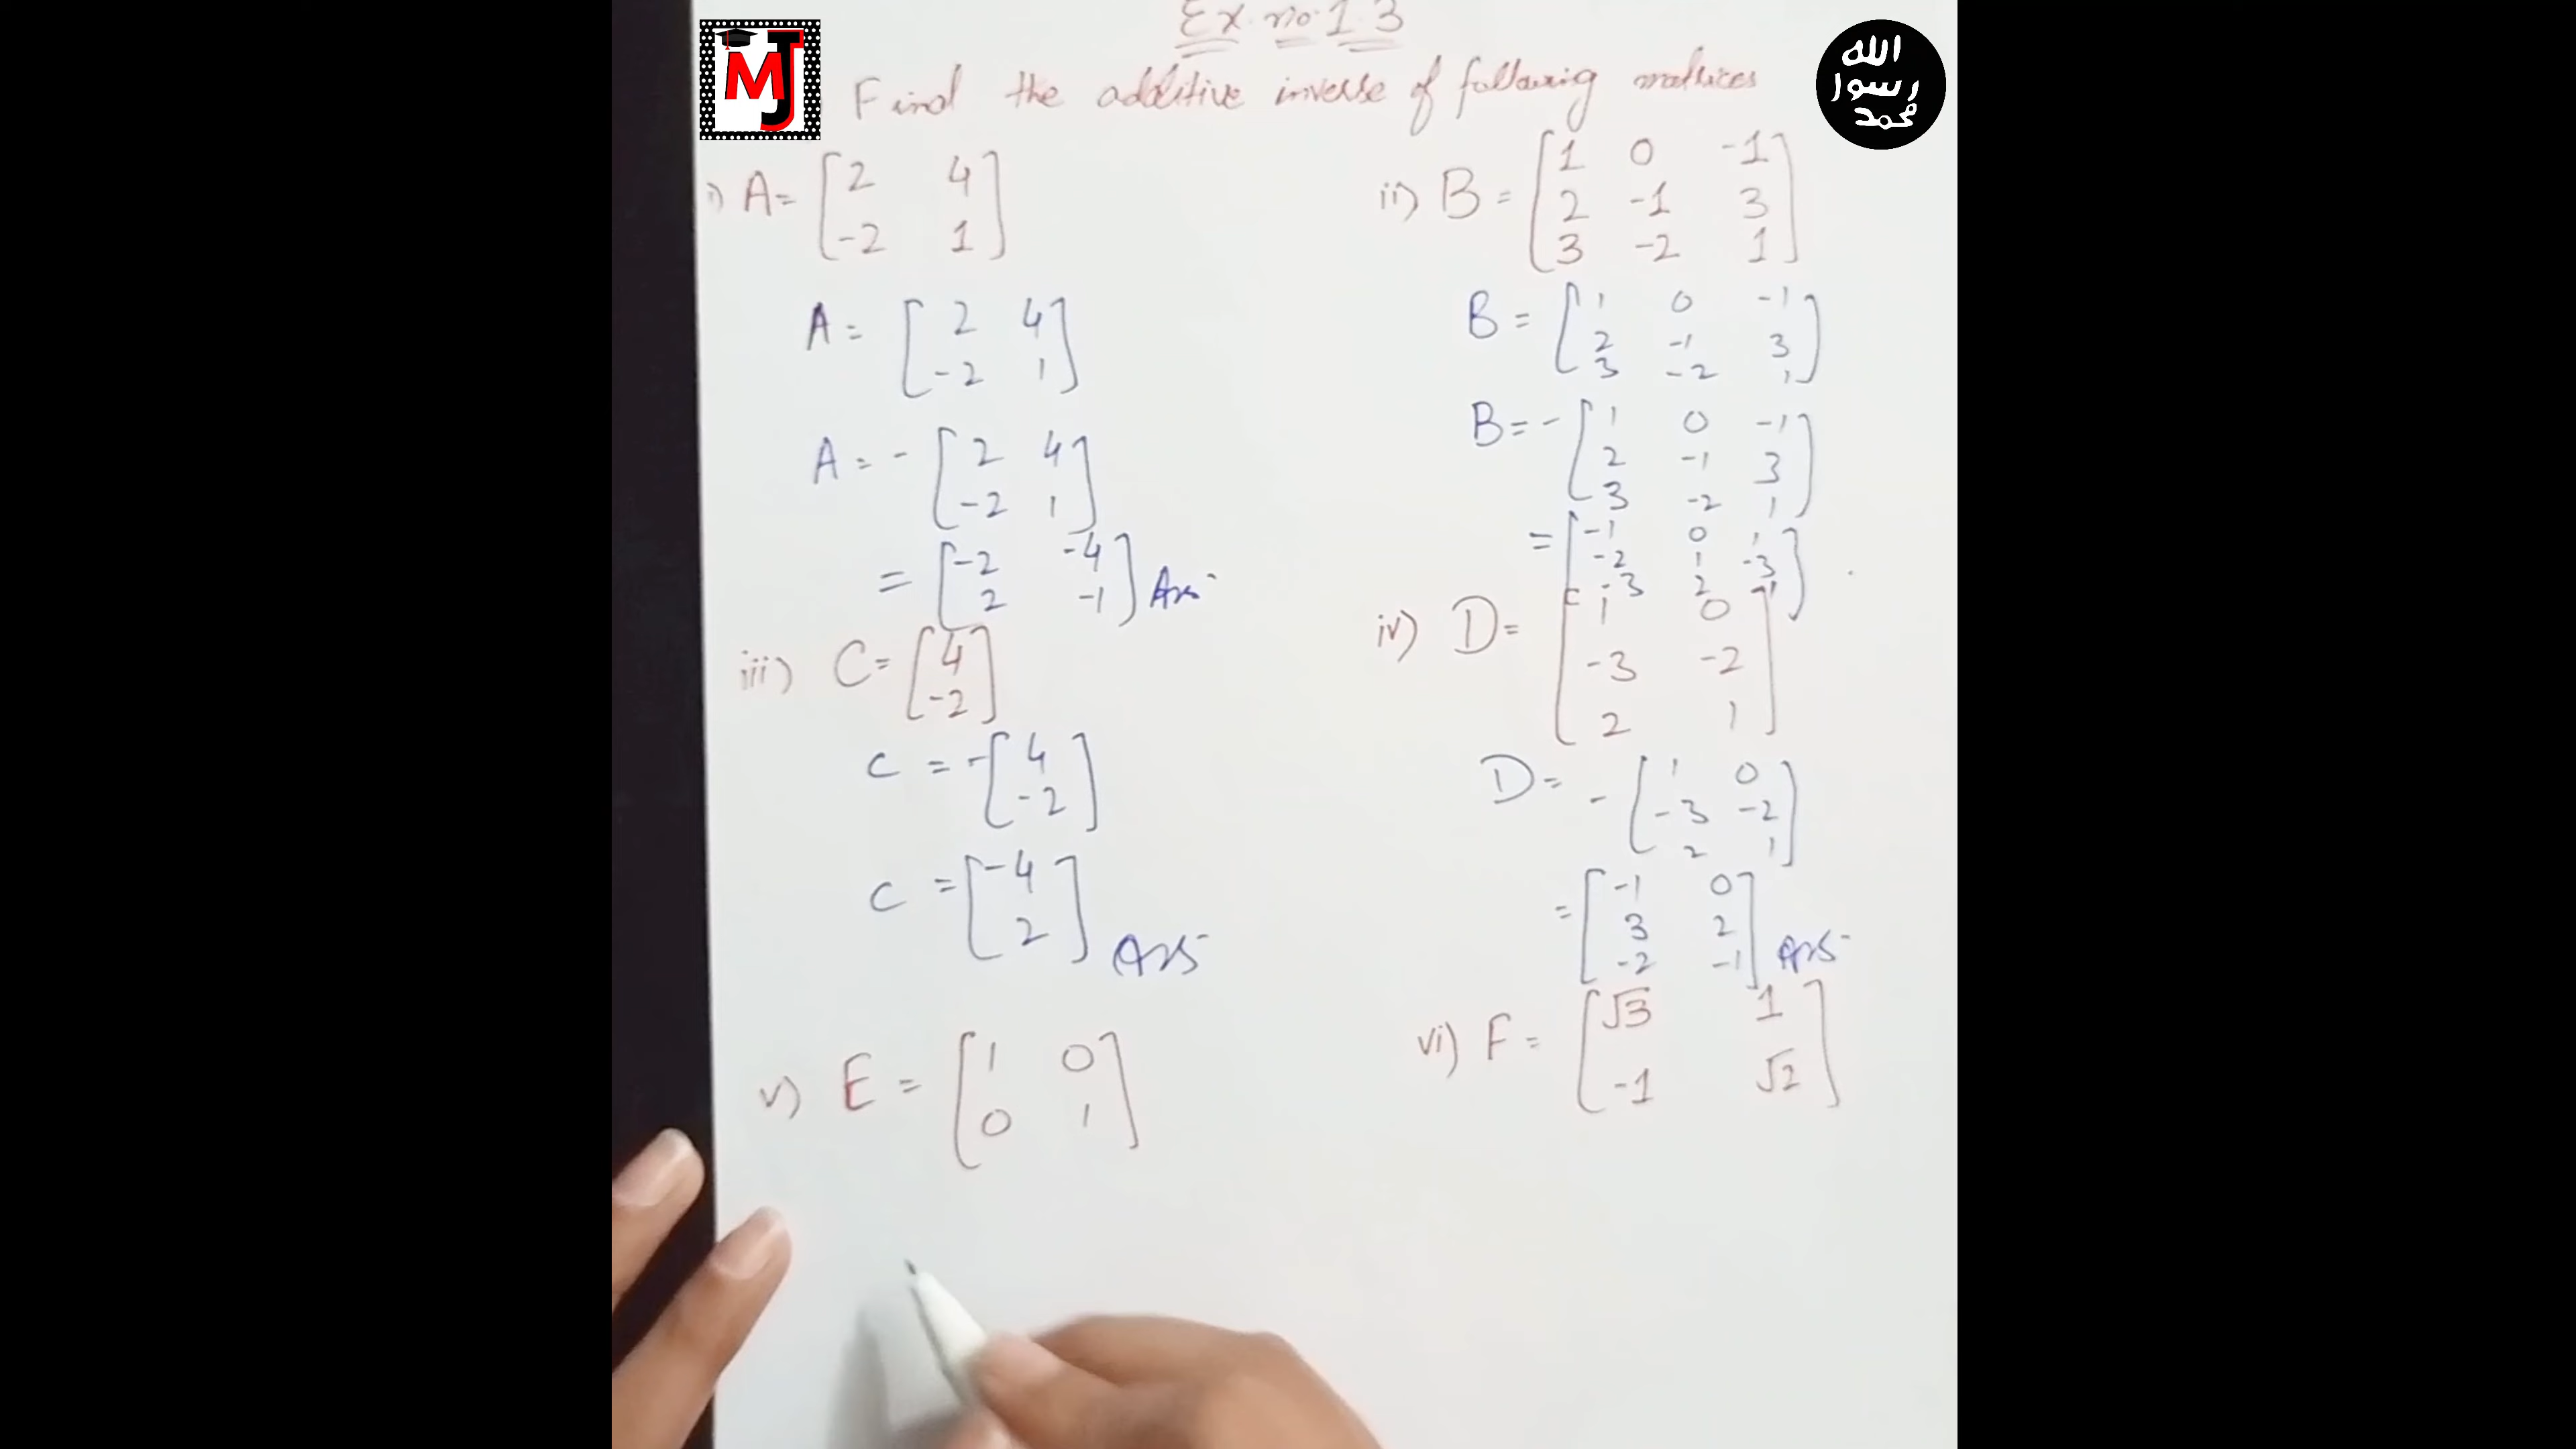 Ex. no. 1.3
MJ
الله
رسول
محمد
Find the additive inverse of following matrices
i) A = [2 4
-2 1]
A = [2 4
-2 1]
A = - [2 4
-2 1]
= [-2 -4
2 -1] Ans
ii) B = [1 0 -1
2 -1 3
3 -2 1]
B = [1 0 -1
2 -1 3
3 -2 1]
B = - [1 0 -1
2 -1 3
3 -2 1]
= [-1 0 1
-2 1 -3
-3 2 -1]
iii) C = [4
-2]
C = - [4
-2]
C = [-4
2] Ans
iv) D = [1 0
-3 -2
2 1]
D = - [1 0
-3 -2
2 1]
= [-1 0
3 2
-2 -1] Ans
v) E = [1 0
0 1]
vi) F = [√3 1
-1 √2]